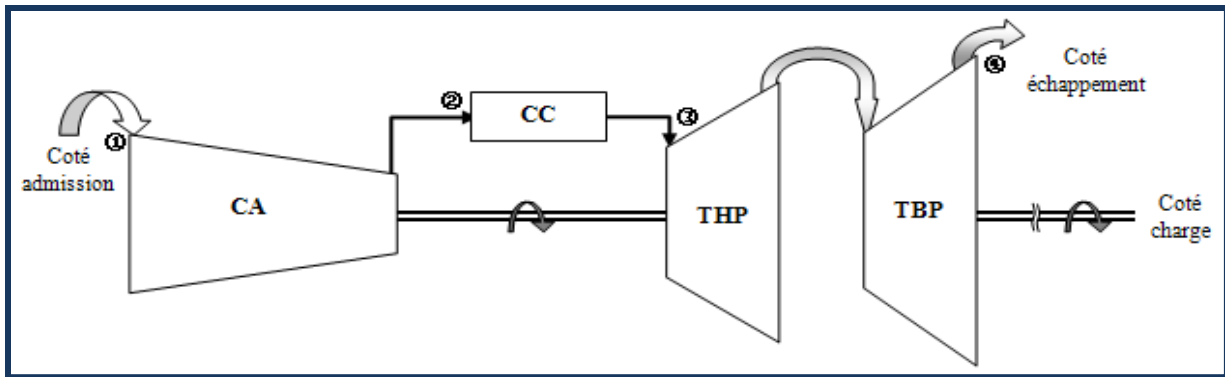 ①
Coté
admission
CA
②
CC
③
THP
TBP
④
Coté
échappement
Coté
charge